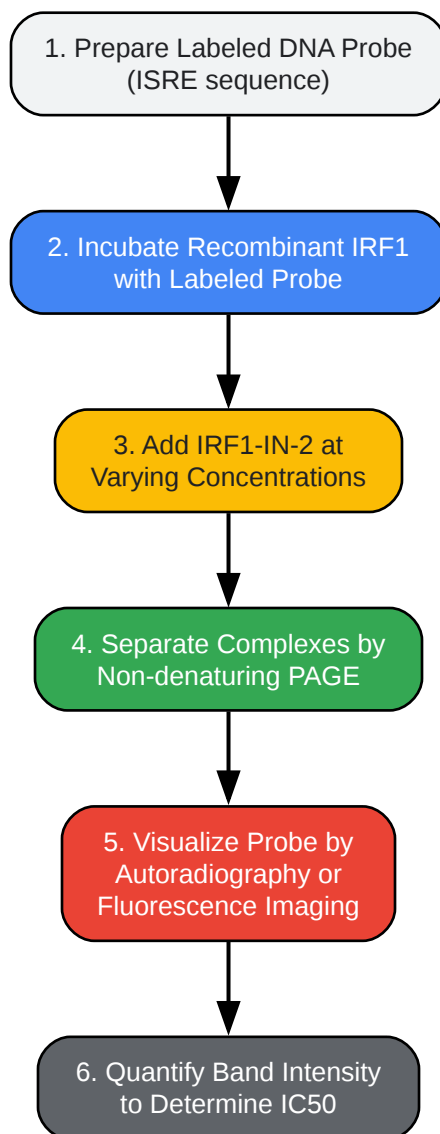 1. Prepare Labeled DNA Probe
(ISRE sequence)
2. Incubate Recombinant IRF1
with Labeled Probe
3. Add IRF1-IN-2 at
Varying Concentrations
4. Separate Complexes by
Non-denaturing PAGE
5. Visualize Probe by
Autoradiography or
Fluorescence Imaging
6. Quantify Band Intensity
to Determine IC50